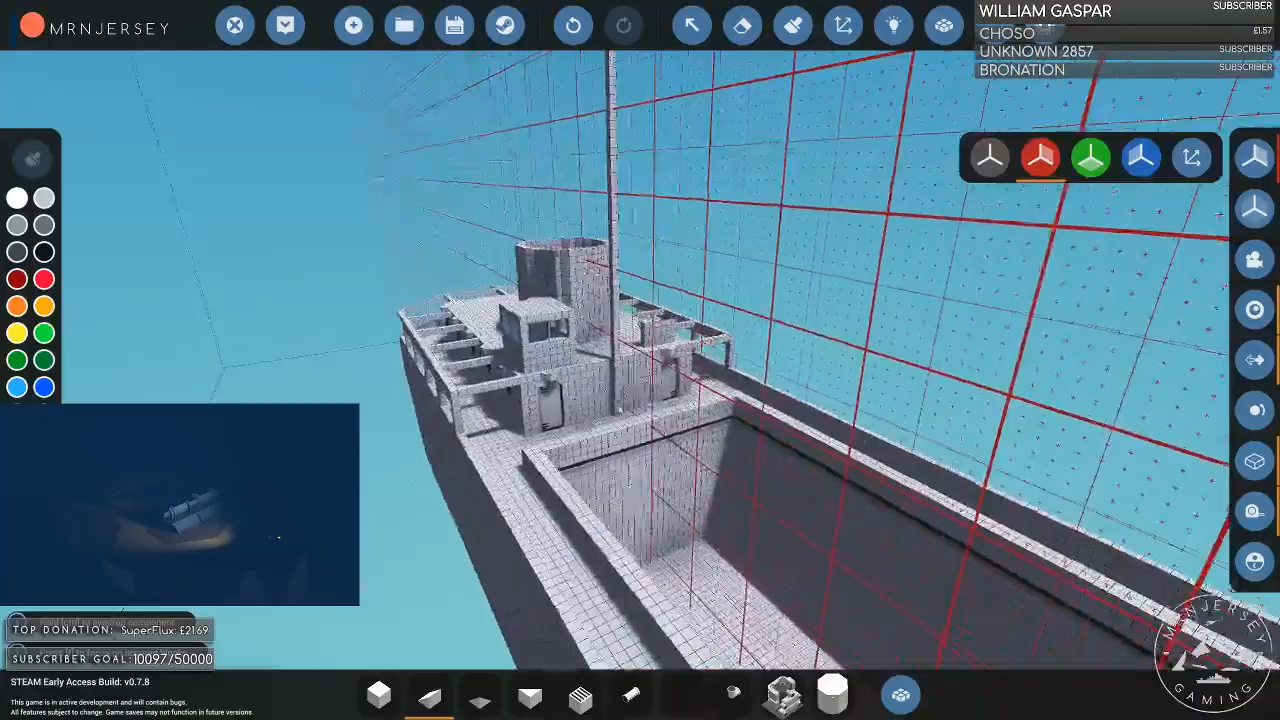 MRNJERSEY
WILLIAM GASPAR SUBSCRIBER
CHOSO £1.57
UNKNOWN 2857 SUBSCRIBER
BRONATION SUBSCRIBER
TOP DONATION: SuperFlux: £2169
SUBSCRIBER GOAL: 10097/50000
STEAM Early Access Build: v0.7.8
This game is in active development and will contain bugs.
All features subject to change. Game saves may not function in future versions.
MRNJERSEY
GAMING